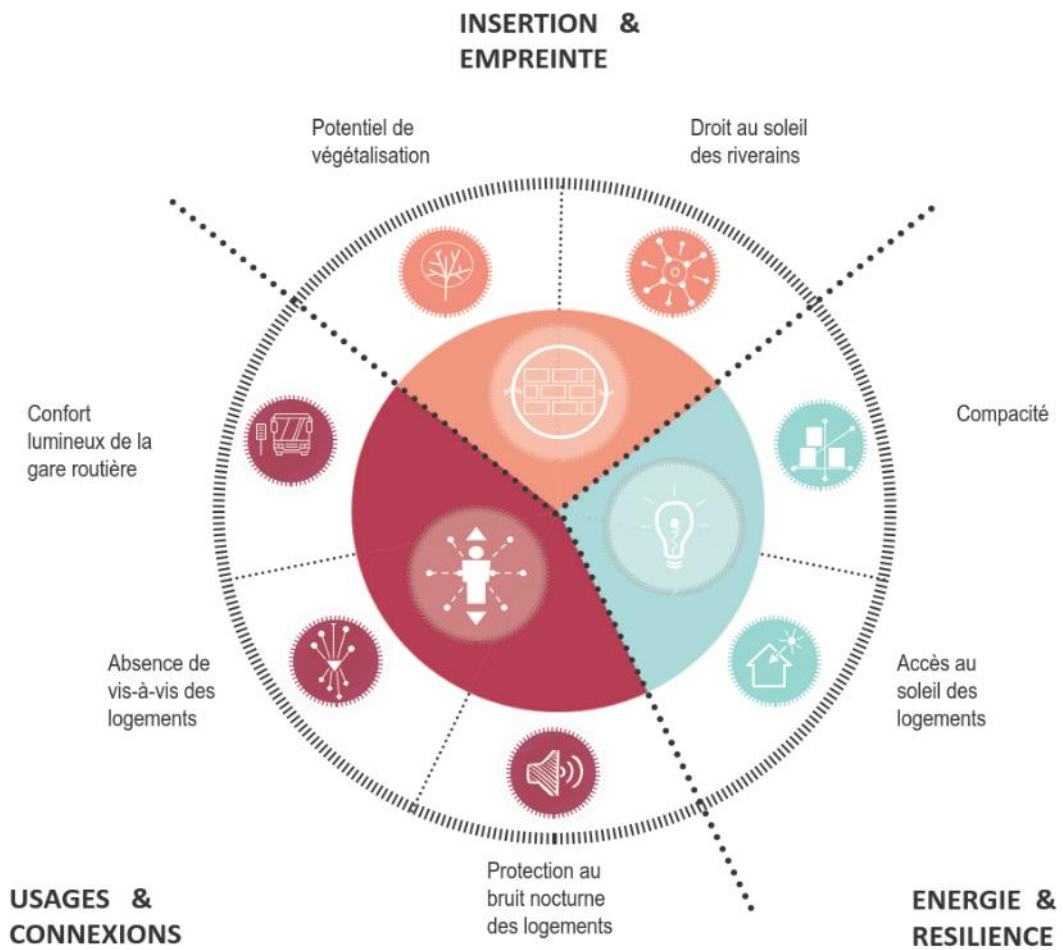 INSERTION &
EMPREINTE
Potentiel de
végétalisation
Droit au soleil
des riverains
Confort
lumineux de la
gare routière
Compacité
Absence de
vis-à-vis des
logements
Accès au
soleil des
logements
Protection au
bruit nocturne
des logements
USAGES &
CONNEXIONS
ENERGIE &
RESILIENCE